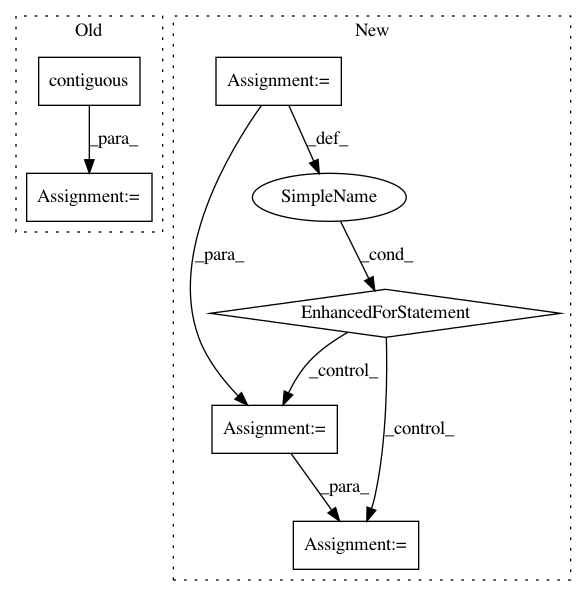 Old
New
contiguous
Assignment:=
_para_
_def_
Assignment:=
SimpleName
_para_
_cond_
EnhancedForStatement
_control_
Assignment:=
_control_
_para_
Assignment:=